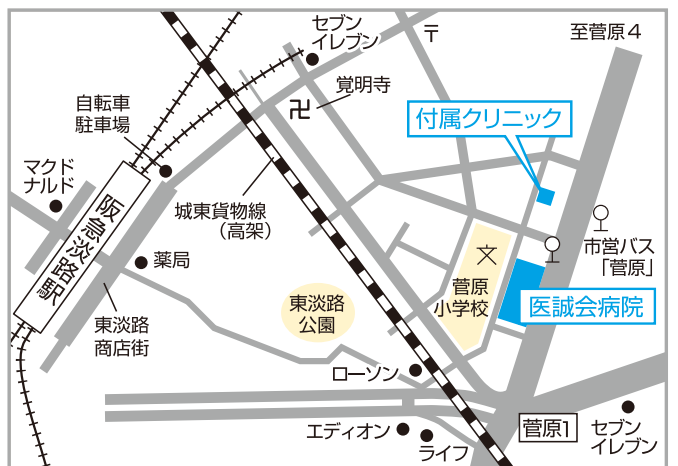 セブン
イレブン
〒
至菅原4
自転車
駐車場
卍
覚明寺
付属クリニック
マクド
ナルド
阪急淡路駅
城東貨物線
（高架）
文
市営バス
「菅原」
薬局
菅原
小学校
医誠会病院
東淡路
公園
東淡路
商店街
ローソン
エディオン
ライフ
菅原1
セブン
イレブン